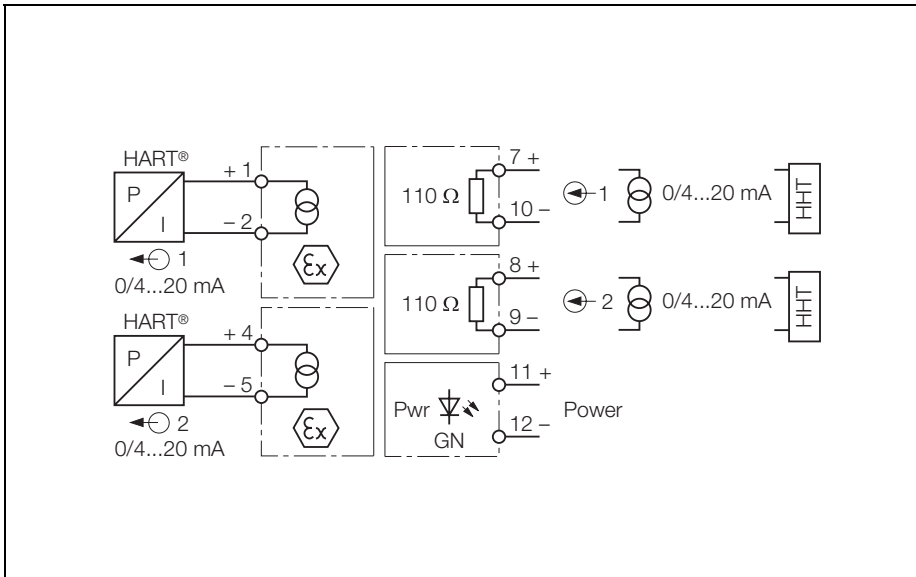 HART®
+ 1
P
I
– 2
1
0/4...20 mA
Ɛx
HART®
+ 4
P
I
– 5
2
0/4...20 mA
Ɛx
7 +
110 Ω
10 –
1
0/4...20 mA
HHT
8 +
110 Ω
9 –
2
0/4...20 mA
HHT
11 +
Pwr
Power
12 –
GN